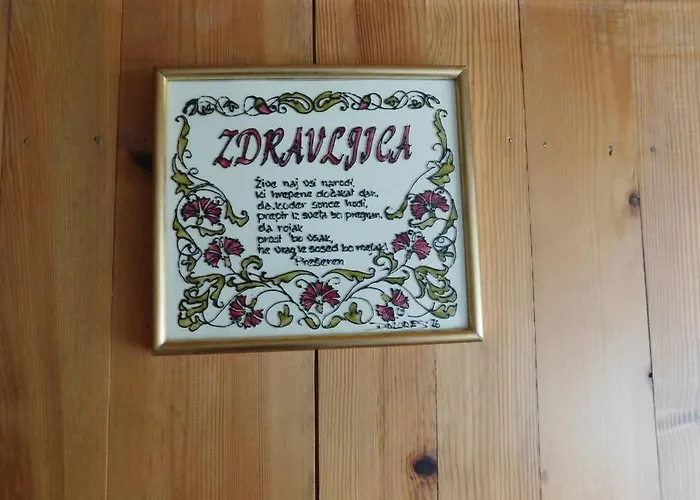 ZDRAVLJICA
Žive naj vsi narodi,
ki hrepene dočakat dan,
da koder sonce hodi,
prepir iz sveta bo pregnan,
da rojak
prost bo vsak,
ne vrag le sosed bo mejak!
Prešeren